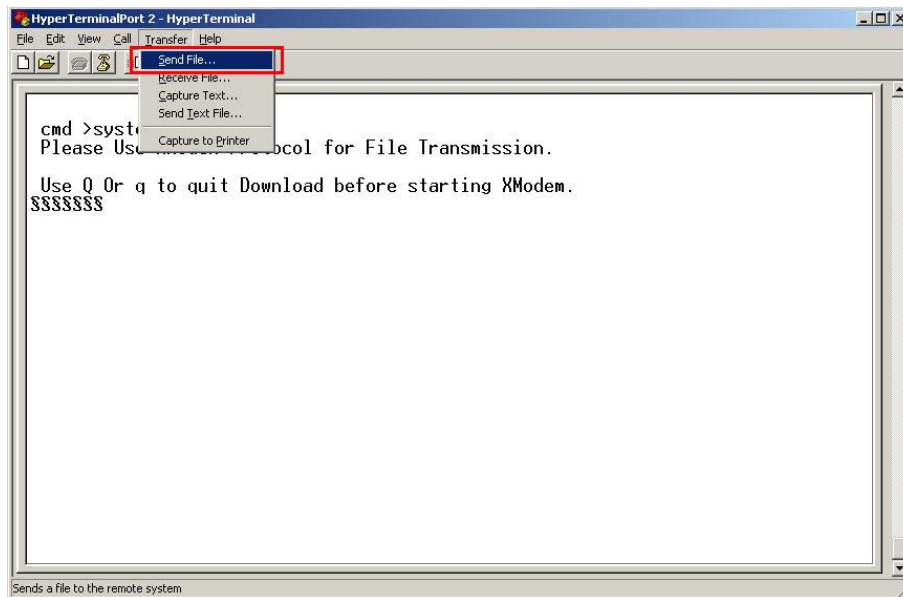 HyperTerminalPort 2 - HyperTerminal
File Edit View Call Transfer Help
Send File...
Receive File...
Capture Text...
Send Text File...
Capture to Printer
cmd >syst
Please Us ocol for File Transmission.
Use Q Or q to quit Download before starting XModem.
§§§§§§§
Sends a file to the remote system